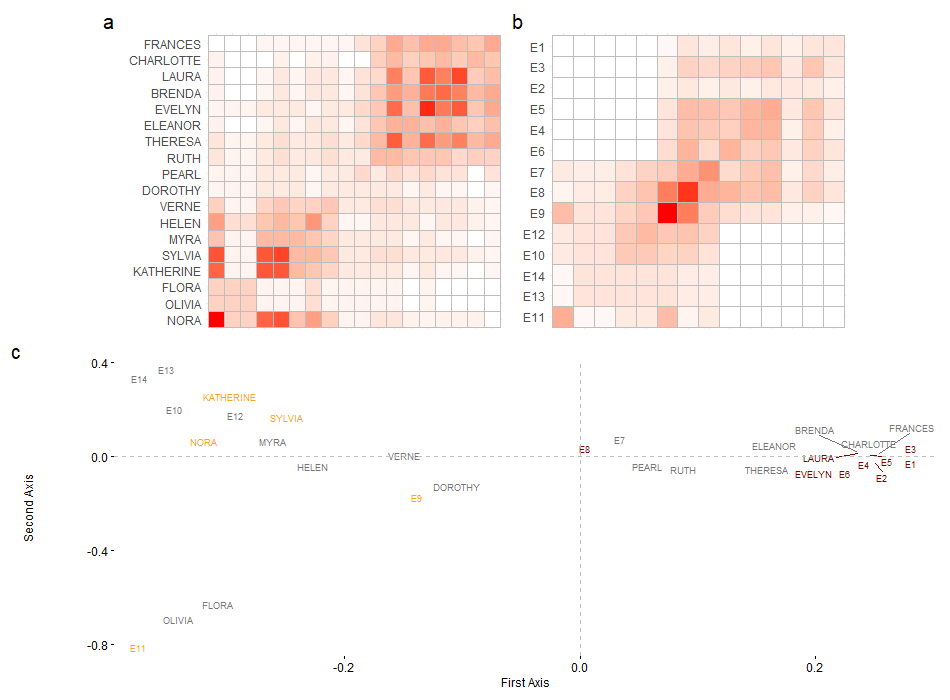 a
FRANCES
CHARLOTTE
LAURA
BRENDA
EVELYN
ELEANOR
THERESA
RUTH
PEARL
DOROTHY
VERNE
HELEN
MYRA
SYLVIA
KATHERINE
FLORA
OLIVIA
NORA
b
E1
E3
E2
E5
E4
E6
E7
E8
E9
E12
E10
E14
E13
E11
c
Second Axis
0.4
0.0
-0.4
-0.8
E13
E14
KATHERINE
E10
E12
SYLVIA
NORA
MYRA
HELEN
VERNE
DOROTHY
E9
FLORA
OLIVIA
E11
E8
E7
PEARL
RUTH
BRENDA
FRANCES
ELEANOR
CHARLOTTE
E3
LAURA
E4
E5
E1
THERESA
EVELYN
E6
E2
-0.2
0.0
0.2
First Axis